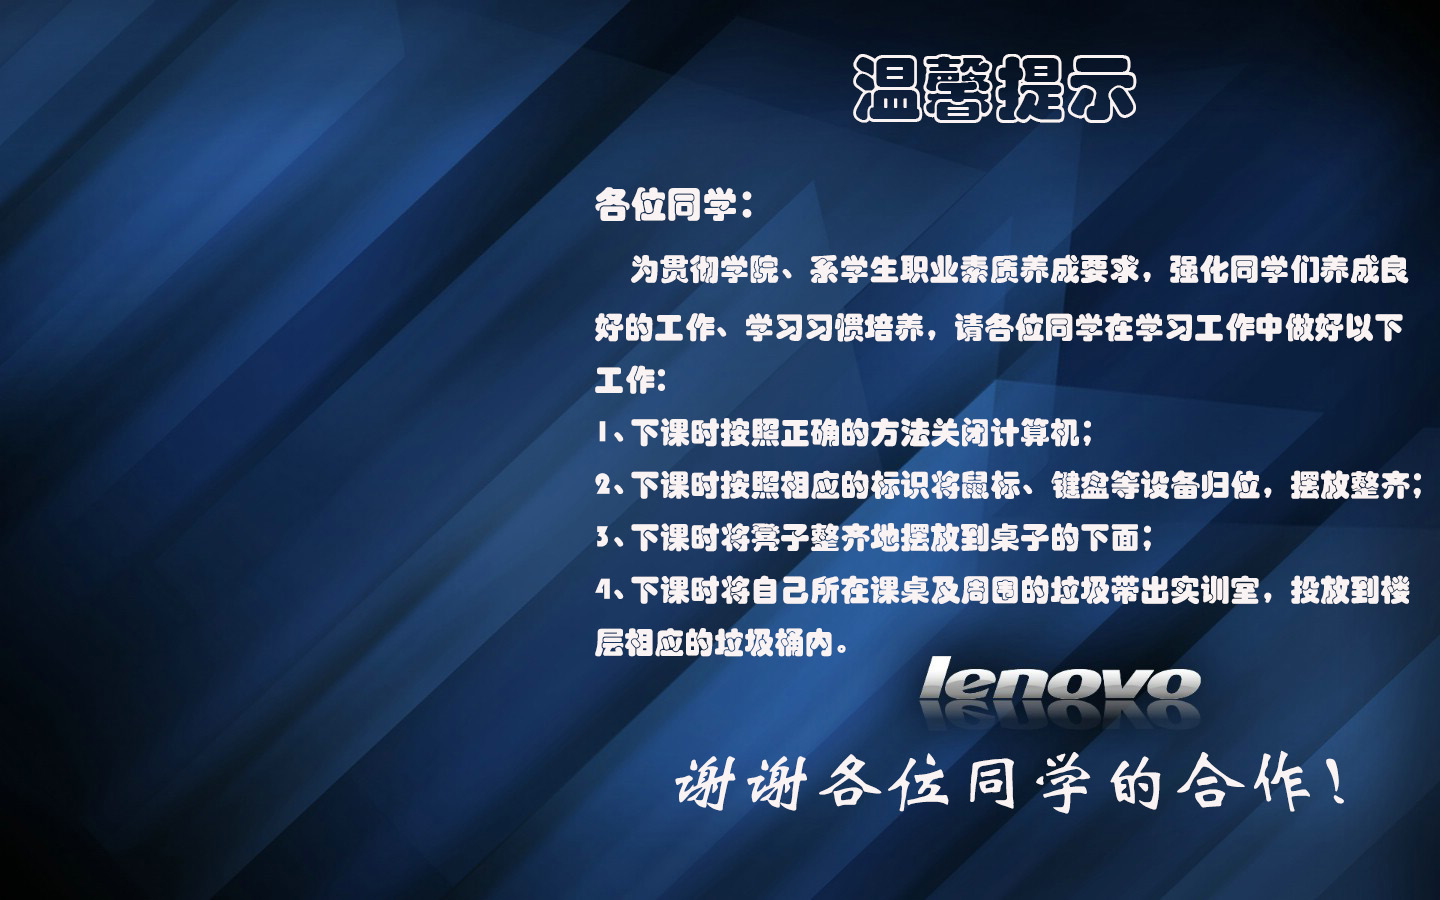 温馨提示
各位同学：
为贯彻学院、系学生职业素质养成要求，强化同学们养成良
好的工作、学习习惯培养，请各位同学在学习工作中做好以下
工作：
1、下课时按照正确的方法关闭计算机；
2、下课时按照相应的标识将鼠标、键盘等设备归位，摆放整齐；
3、下课时将凳子整齐地摆放到桌子的下面；
4、下课时将自己所在课桌及周围的垃圾带出实训室，投放到楼
层相应的垃圾桶内。
lenovo
谢谢各位同学的合作！